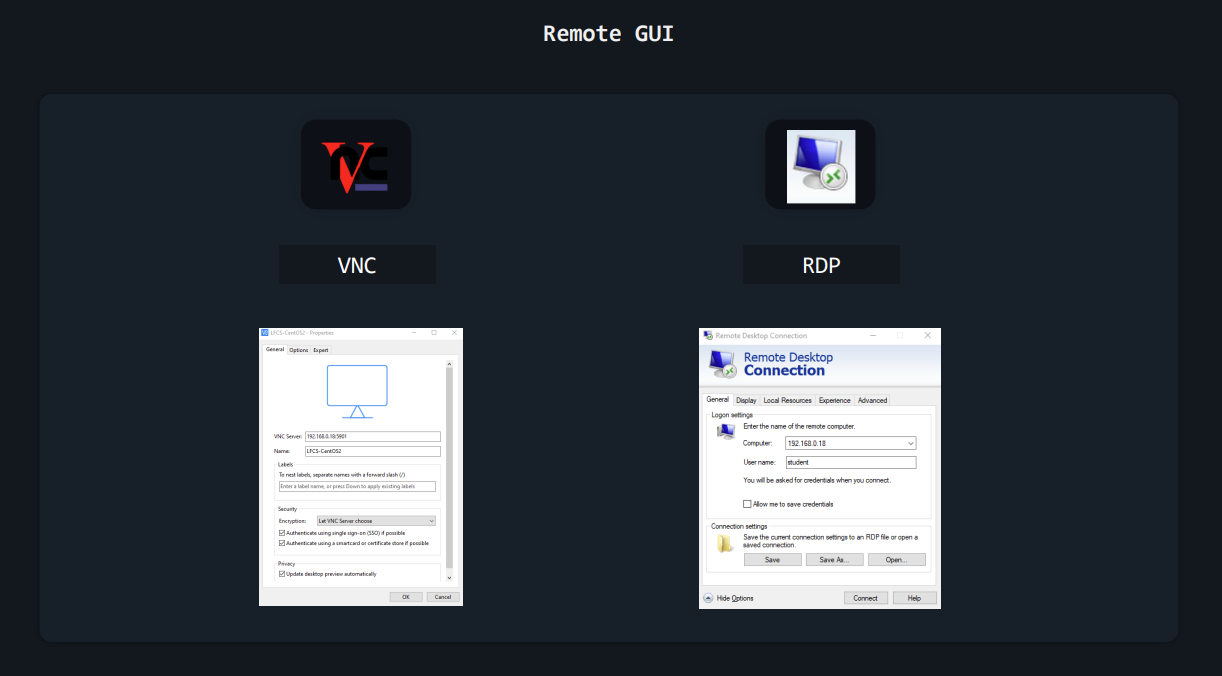 Remote GUI
VNC
VNC
LFCS-CentOS2 - Properties
General Options Expert
VNC Server: 192.168.0.18:5901
Name: LFCS-CentOS2
Labels
To nest labels, separate names with a forward slash (/)
Enter a label name, or press Down to apply existing labels
Security
Encryption: Let VNC Server choose
Authenticate using single sign-on (SSO) if possible
Authenticate using a smartcard or certificate store if possible
Privacy
Update desktop preview automatically
OK Cancel
RDP
Remote Desktop Connection
Remote Desktop
Connection
General Display Local Resources Experience Advanced
Logon settings
Enter the name of the remote computer.
Computer: 192.168.0.18
User name: student
You will be asked for credentials when you connect.
Allow me to save credentials
Connection settings
Save the current connection settings to an RDP file or open a
saved connection.
Save Save As... Open...
Hide Options Connect Help